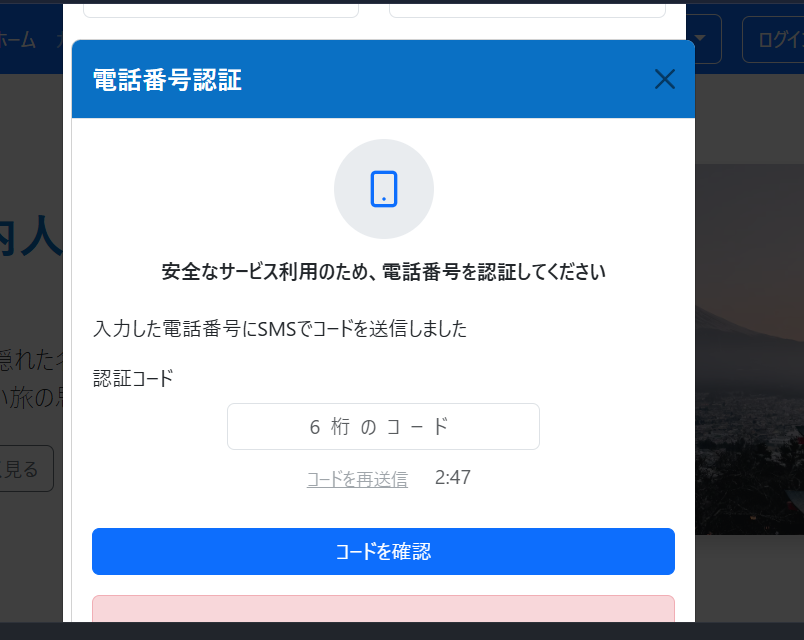 ホーム
ログイ
電話番号認証
安全なサービス利用のため、電話番号を認証してください
内人
入力した電話番号にSMSでコードを送信しました
隠れた
認証コード
い旅の
6桁のコード
見る
コードを再送信 2:47
コードを確認